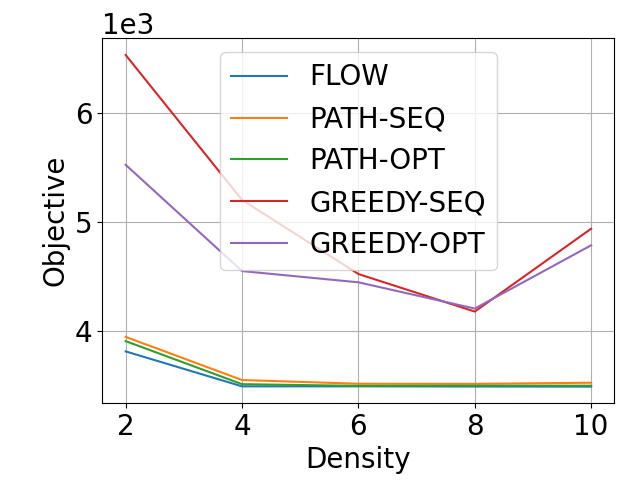 1e3
Objective
6
5
4
FLOW
PATH-SEQ
PATH-OPT
GREEDY-SEQ
GREEDY-OPT
2 4 6 8 10
Density